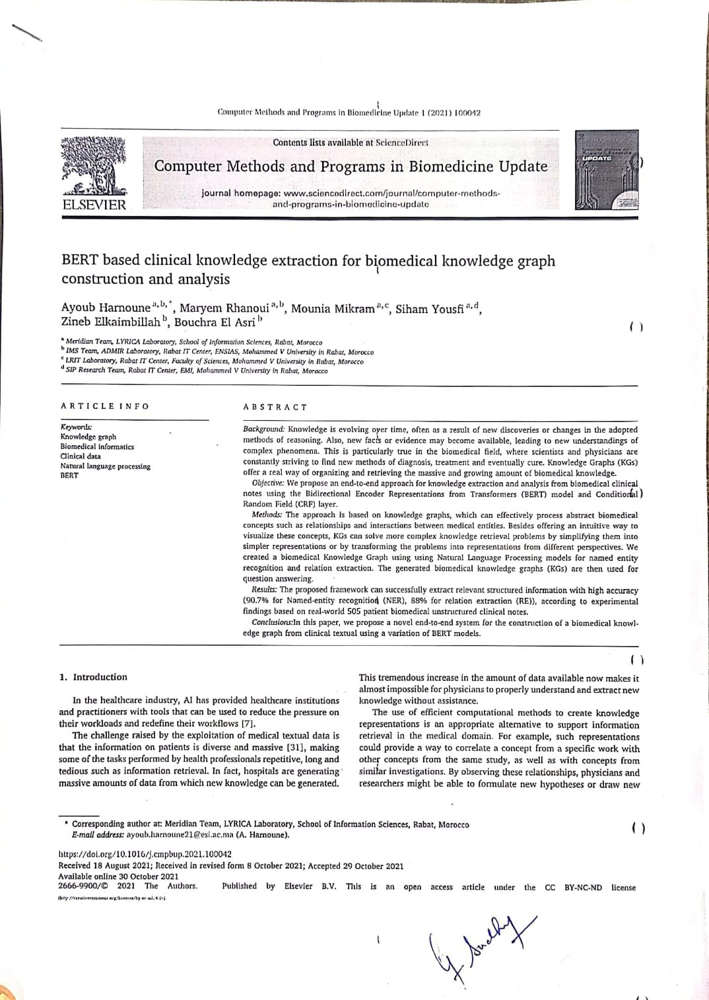 Computer Methods and Programs in Biomedicine Update 1 (2021) 100042
Contents lists available at ScienceDirect
Computer Methods and Programs in Biomedicine Update
journal homepage: www.sciencedirect.com/journal/computer-methods-
and-programs-in-biomedicine-update
ELSEVIER
UPDATE
BERT based clinical knowledge extraction for biomedical knowledge graph
construction and analysis
Ayoub Harnoune a,b,*, Maryem Rhanoui a,b, Mounia Mikram a,c, Siham Yousfi a,d,
Zineb Elkaimbillah b, Bouchra El Asri b
a Meridian Team, LYRICA Laboratory, School of Information Sciences, Rabat, Morocco
b IMS Team, ADMIR Laboratory, Rabat IT Center, ENSIAS, Mohammed V University in Rabat, Morocco
c LRIT Laboratory, Rabat IT Center, Faculty of Sciences, Mohammed V University in Rabat, Morocco
d SIP Research Team, Rabat IT Center, EMI, Mohammed V University in Rabat, Morocco
ARTICLE INFO
Keywords:
Knowledge graph
Biomedical informatics
Clinical data
Natural language processing
BERT
ABSTRACT
Background: Knowledge is evolving over time, often as a result of new discoveries or changes in the adopted
methods of reasoning. Also, new facts or evidence may become available, leading to new understandings of
complex phenomena. This is particularly true in the biomedical field, where scientists and physicians are
constantly striving to find new methods of diagnosis, treatment and eventually cure. Knowledge Graphs (KGs)
offer a real way of organizing and retrieving the massive and growing amount of biomedical knowledge.
Objective: We propose an end-to-end approach for knowledge extraction and analysis from biomedical clinical
notes using the Bidirectional Encoder Representations from Transformers (BERT) model and Conditional
Random Field (CRF) layer.
Methods: The approach is based on knowledge graphs, which can effectively process abstract biomedical
concepts such as relationships and interactions between medical entities. Besides offering an intuitive way to
visualize these concepts, KGs can solve more complex knowledge retrieval problems by simplifying them into
simpler representations or by transforming the problems into representations from different perspectives. We
created a biomedical Knowledge Graph using using Natural Language Processing models for named entity
recognition and relation extraction. The generated biomedical knowledge graphs (KGs) are then used for
question answering.
Results: The proposed framework can successfully extract relevant structured information with high accuracy
(90.7% for Named-entity recognition (NER), 88% for relation extraction (RE)), according to experimental
findings based on real-world 505 patient biomedical unstructured clinical notes.
Conclusions:In this paper, we propose a novel end-to-end system for the construction of a biomedical knowl-
edge graph from clinical textual using a variation of BERT models.
1. Introduction
In the healthcare industry, AI has provided healthcare institutions
and practitioners with tools that can be used to reduce the pressure on
their workloads and redefine their workflows [7].
The challenge raised by the exploitation of medical textual data is
that the information on patients is diverse and massive [31], making
some of the tasks performed by health professionals repetitive, long and
tedious such as information retrieval. In fact, hospitals are generating
massive amounts of data from which new knowledge can be generated.
This tremendous increase in the amount of data available now makes it
almost impossible for physicians to properly understand and extract new
knowledge without assistance.
The use of efficient computational methods to create knowledge
representations is an appropriate alternative to support information
retrieval in the medical domain. For example, such representations
could provide a way to correlate a concept from a specific work with
other concepts from the same study, as well as with concepts from
similar investigations. By observing these relationships, physicians and
researchers might be able to formulate new hypotheses or draw new
* Corresponding author at: Meridian Team, LYRICA Laboratory, School of Information Sciences, Rabat, Morocco
E-mail address: ayoub.harnoune21@esi.ac.ma (A. Harnoune).
https://doi.org/10.1016/j.cmpbup.2021.100042
Received 18 August 2021; Received in revised form 8 October 2021; Accepted 29 October 2021
Available online 30 October 2021
2666-9900/© 2021 The Authors. Published by Elsevier B.V. This is an open access article under the CC BY-NC-ND license